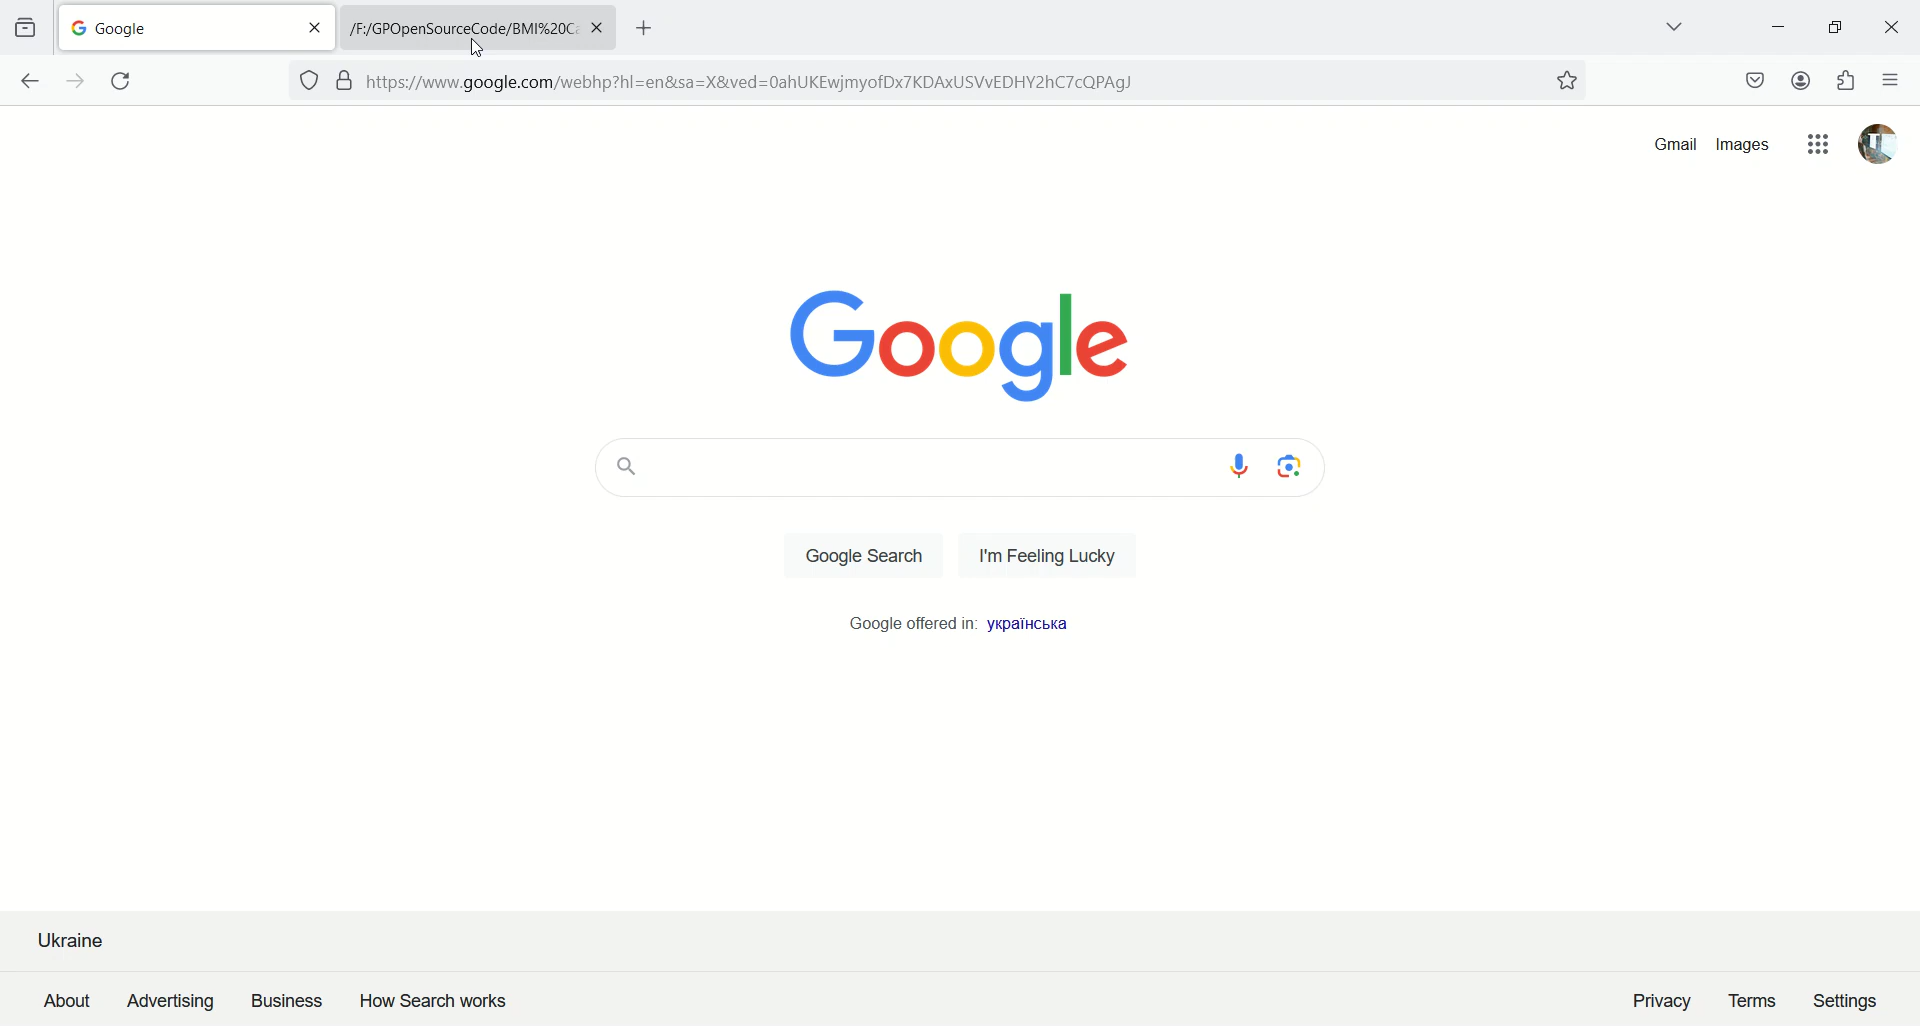 Google
/F:/GPOpenSourceCode/BMI%20Ca
https://www.google.com/webhp?hl=en&sa=X&ved=0ahUKEwjmyofDx7KDAxUSVvEDHY2hC7cQPAgJ
Gmail Images
Google
Google Search I'm Feeling Lucky
Google offered in: українська
Ukraine
About Advertising Business How Search works Privacy Terms Settings